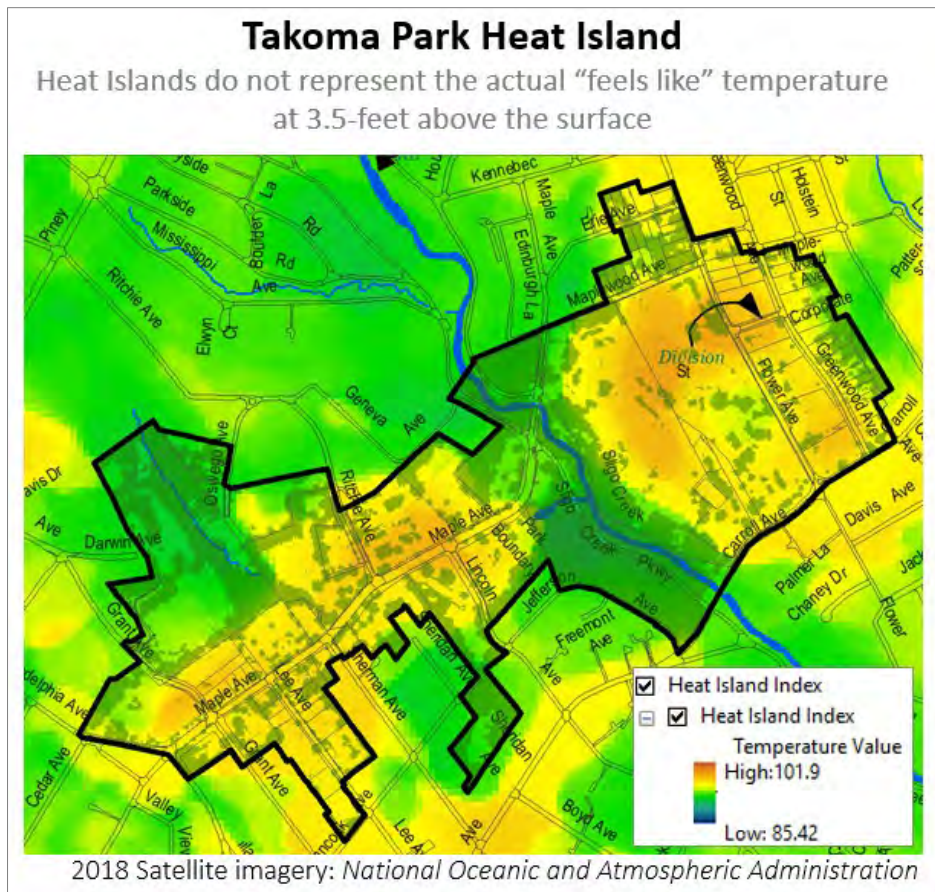 Takoma Park Heat Island
Heat Islands do not represent the actual “feels like” temperature
at 3.5-feet above the surface
Kennebec
Parkside
La
Boulder
Rd
Mississippi
Rd
Ave
Piney
Ritchie Ave
Elwyn
Ct
Maple
Ave
Edinburgh La
Erie Ave
Maplewood Ave
St
Holstein
Corporate
Division
St
Flower Ave
Greenwood Ave
Carroll
Ave
Geneva
Ave
Oswego Ave
Ritchie Ave
Maple Ave
Lincoln
Sligo
Creek
Pkwy
Sligo Creek
Park
Jefferson
Ave
Carroll Ave
Davis Ave
Palmer La
Chaney Dr
Flower
Freemont
Ave
Ave
Darwin Ave
Grant Ave
Maple Ave
Lee Ave
Grant Ave
Sheridan
Ave
Ave
Cedar Ave
Valley
Lee Ave
Ave
Boyd Ave
Heat Island Index
Heat Island Index
Temperature Value
High:101.9
Low: 85.42
2018 Satellite imagery: National Oceanic and Atmospheric Administration